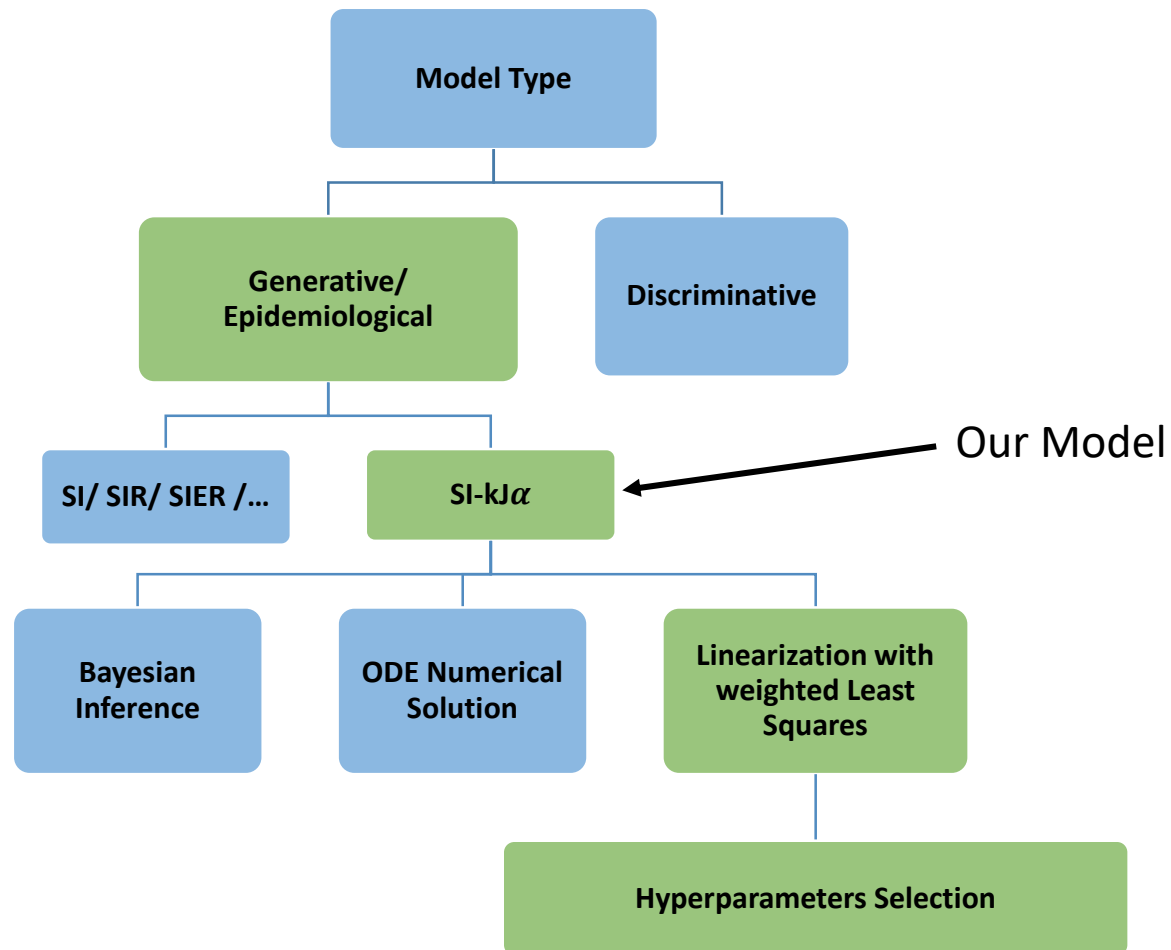 Model Type
Generative/
Epidemiological
Discriminative
SI/ SIR/ SIER /...
SI-kJα
Our Model
Bayesian
Inference
ODE Numerical
Solution
Linearization with
weighted Least
Squares
Hyperparameters Selection